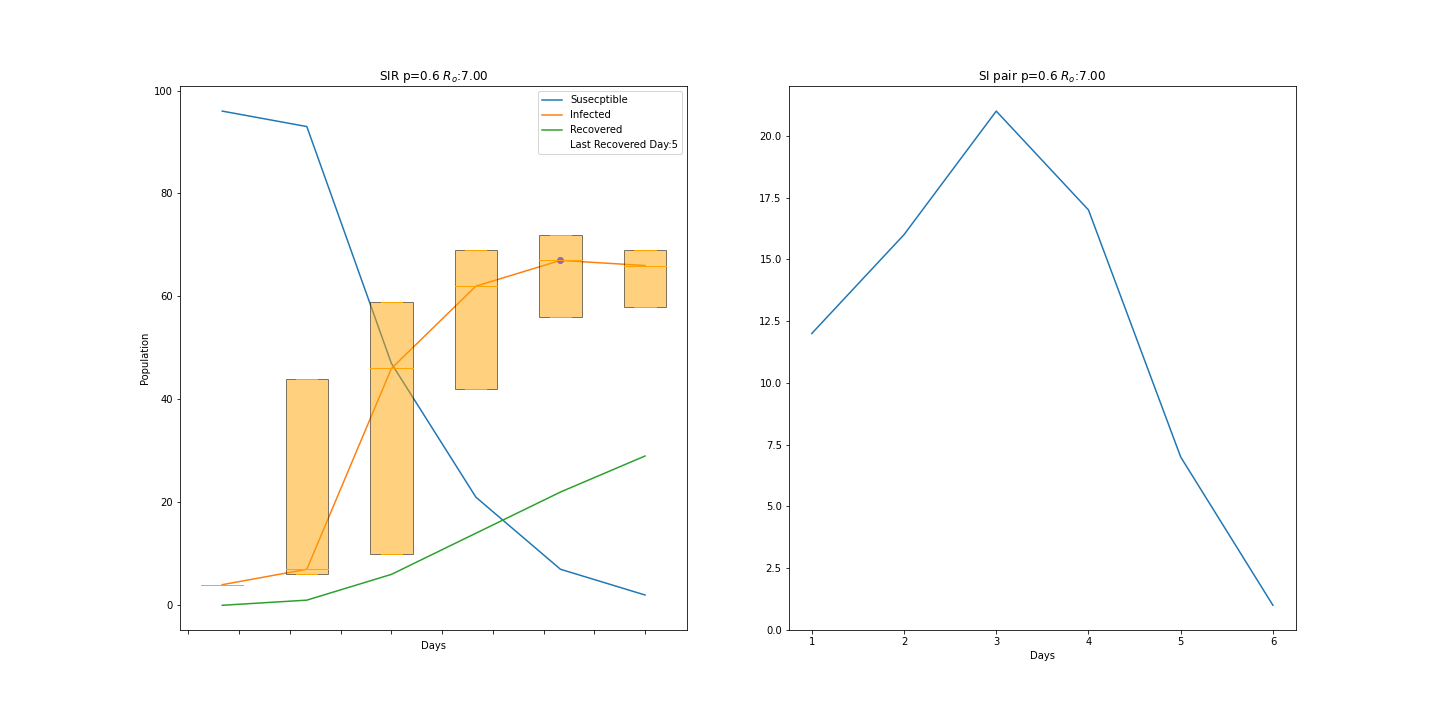 SIR p=0.6 Rₒ:7.00
100
80
60
40
20
0
Population
Days
Susecptible
Infected
Recovered
Last Recovered Day:5
SI pair p=0.6 Rₒ:7.00
20.0
17.5
15.0
12.5
10.0
7.5
5.0
2.5
0.0
1 2 3 4 5 6
Days